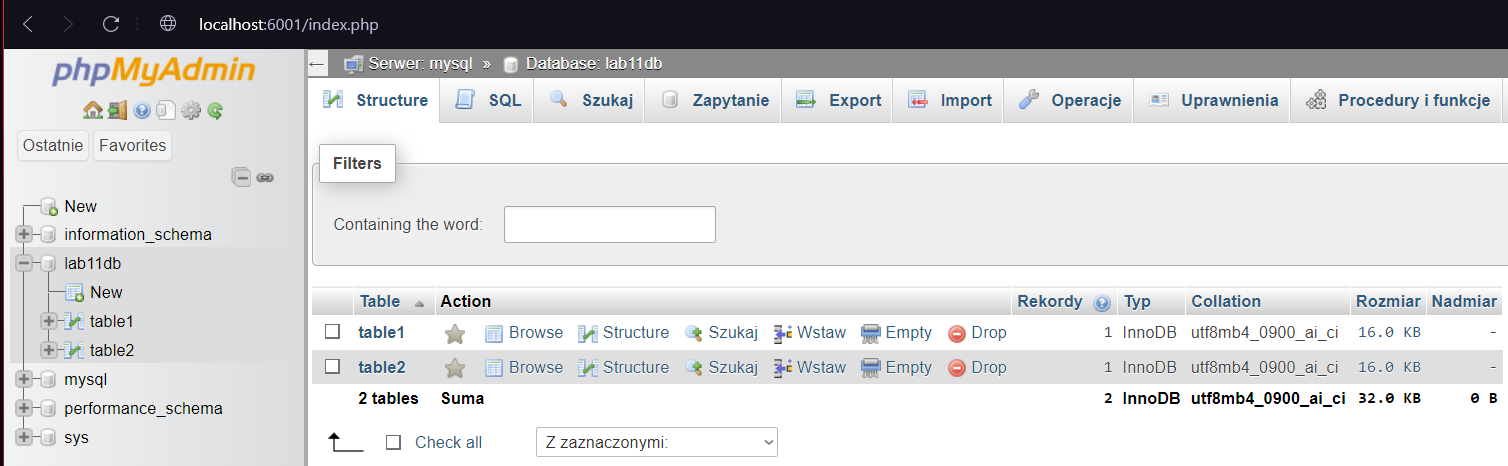 localhost:6001/index.php
phpMyAdmin
Ostatnie Favorites
New
information_schema
lab11db
New
table1
table2
mysql
performance_schema
sys
Serwer: mysql » Database: lab11db
Structure SQL Szukaj Zapytanie Export Import Operacje Uprawnienia Procedury i funkcje
Filters
Containing the word:
Table Action Rekordy Typ Collation Rozmiar Nadmiar
table1 Browse Structure Szukaj Wstaw Empty Drop 1 InnoDB utf8mb4_0900_ai_ci 16.0 KB -
table2 Browse Structure Szukaj Wstaw Empty Drop 1 InnoDB utf8mb4_0900_ai_ci 16.0 KB -
2 tables Suma 2 InnoDB utf8mb4_0900_ai_ci 32.0 KB 0 B
Check all Z zaznaczonymi: